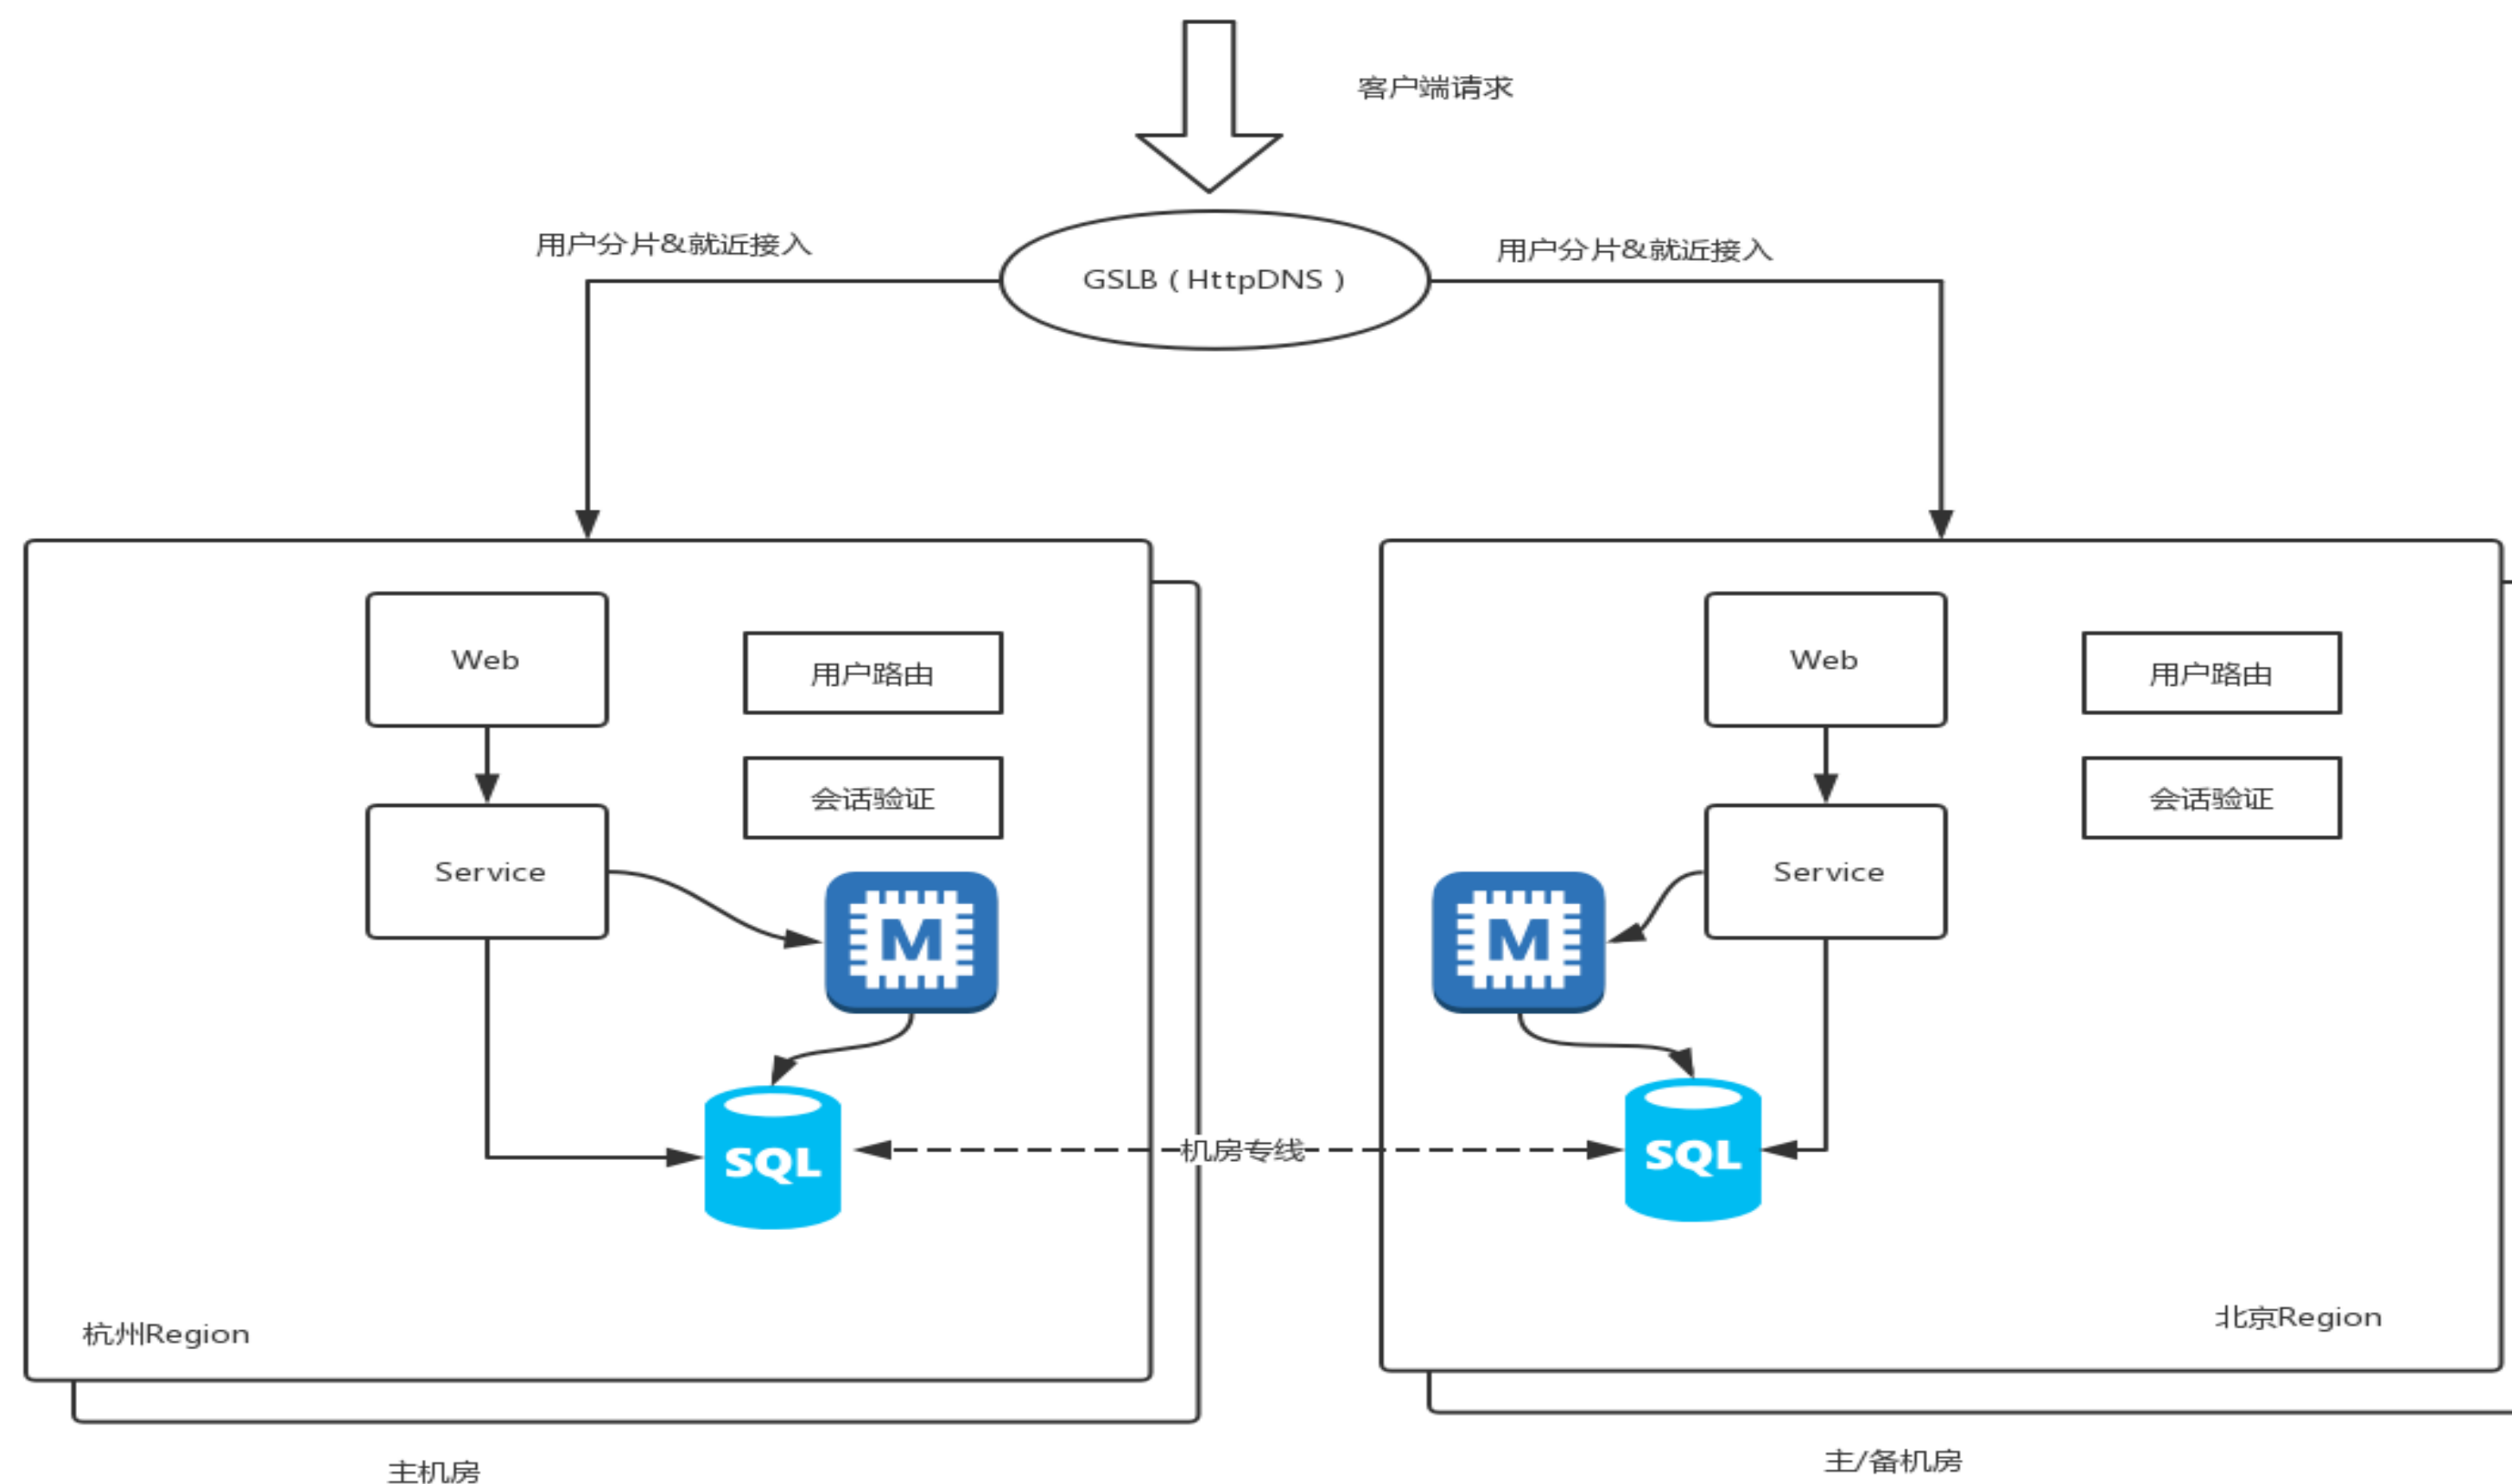 客户端请求
用户分片&就近接入
用户分片&就近接入
GSLB（HttpDNS）
Web
用户路由
会话验证
Service
M
SQL
杭州Region
主机房
机房专线
Web
用户路由
会话验证
Service
M
SQL
北京Region
主/备机房